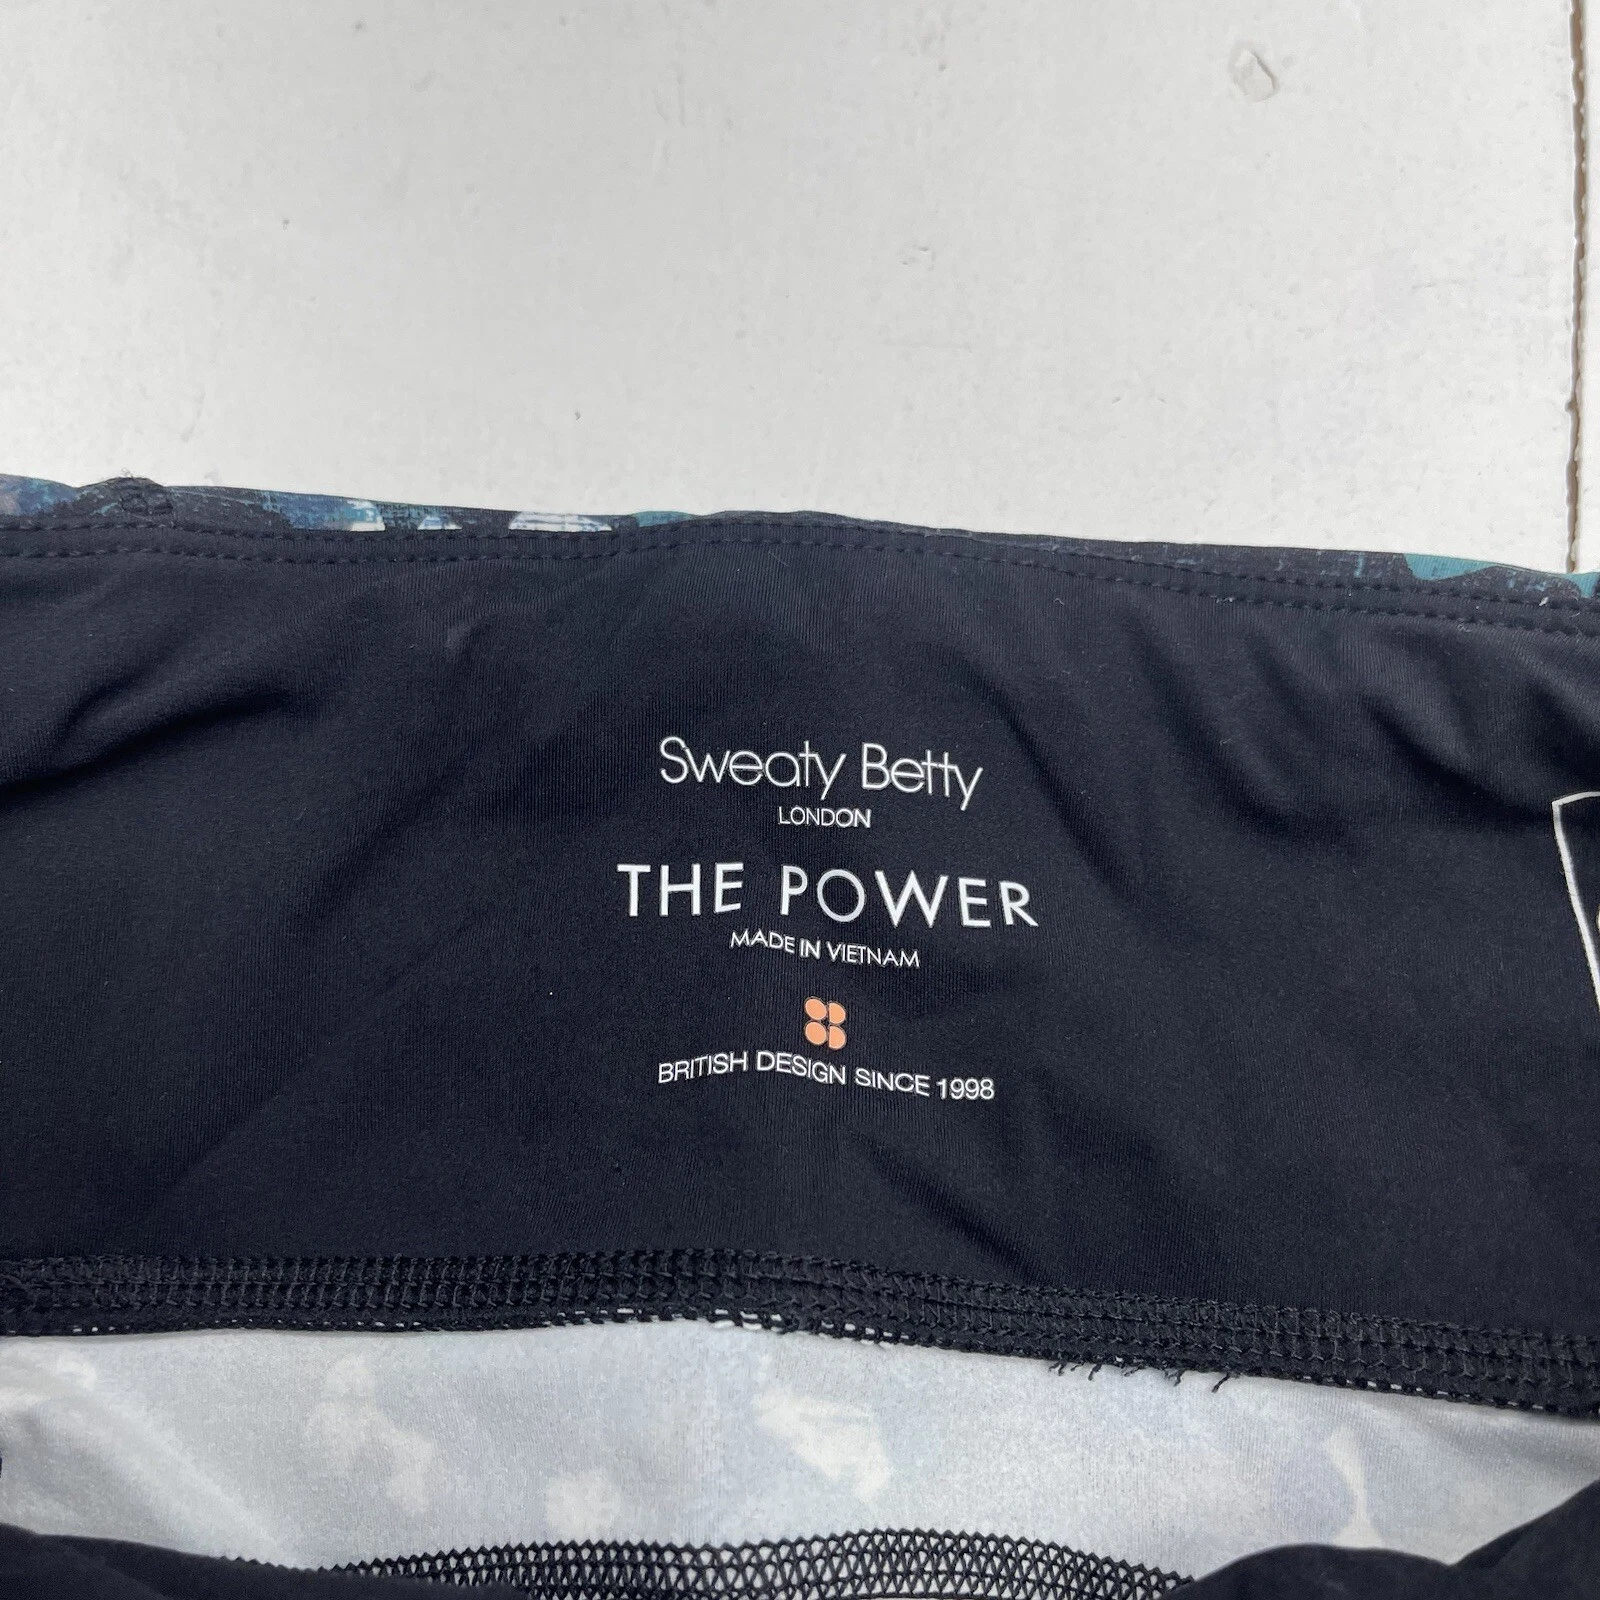 Sweaty Betty
LONDON
THE POWER
MADE IN VIETNAM
BRITISH DESIGN SINCE 1998